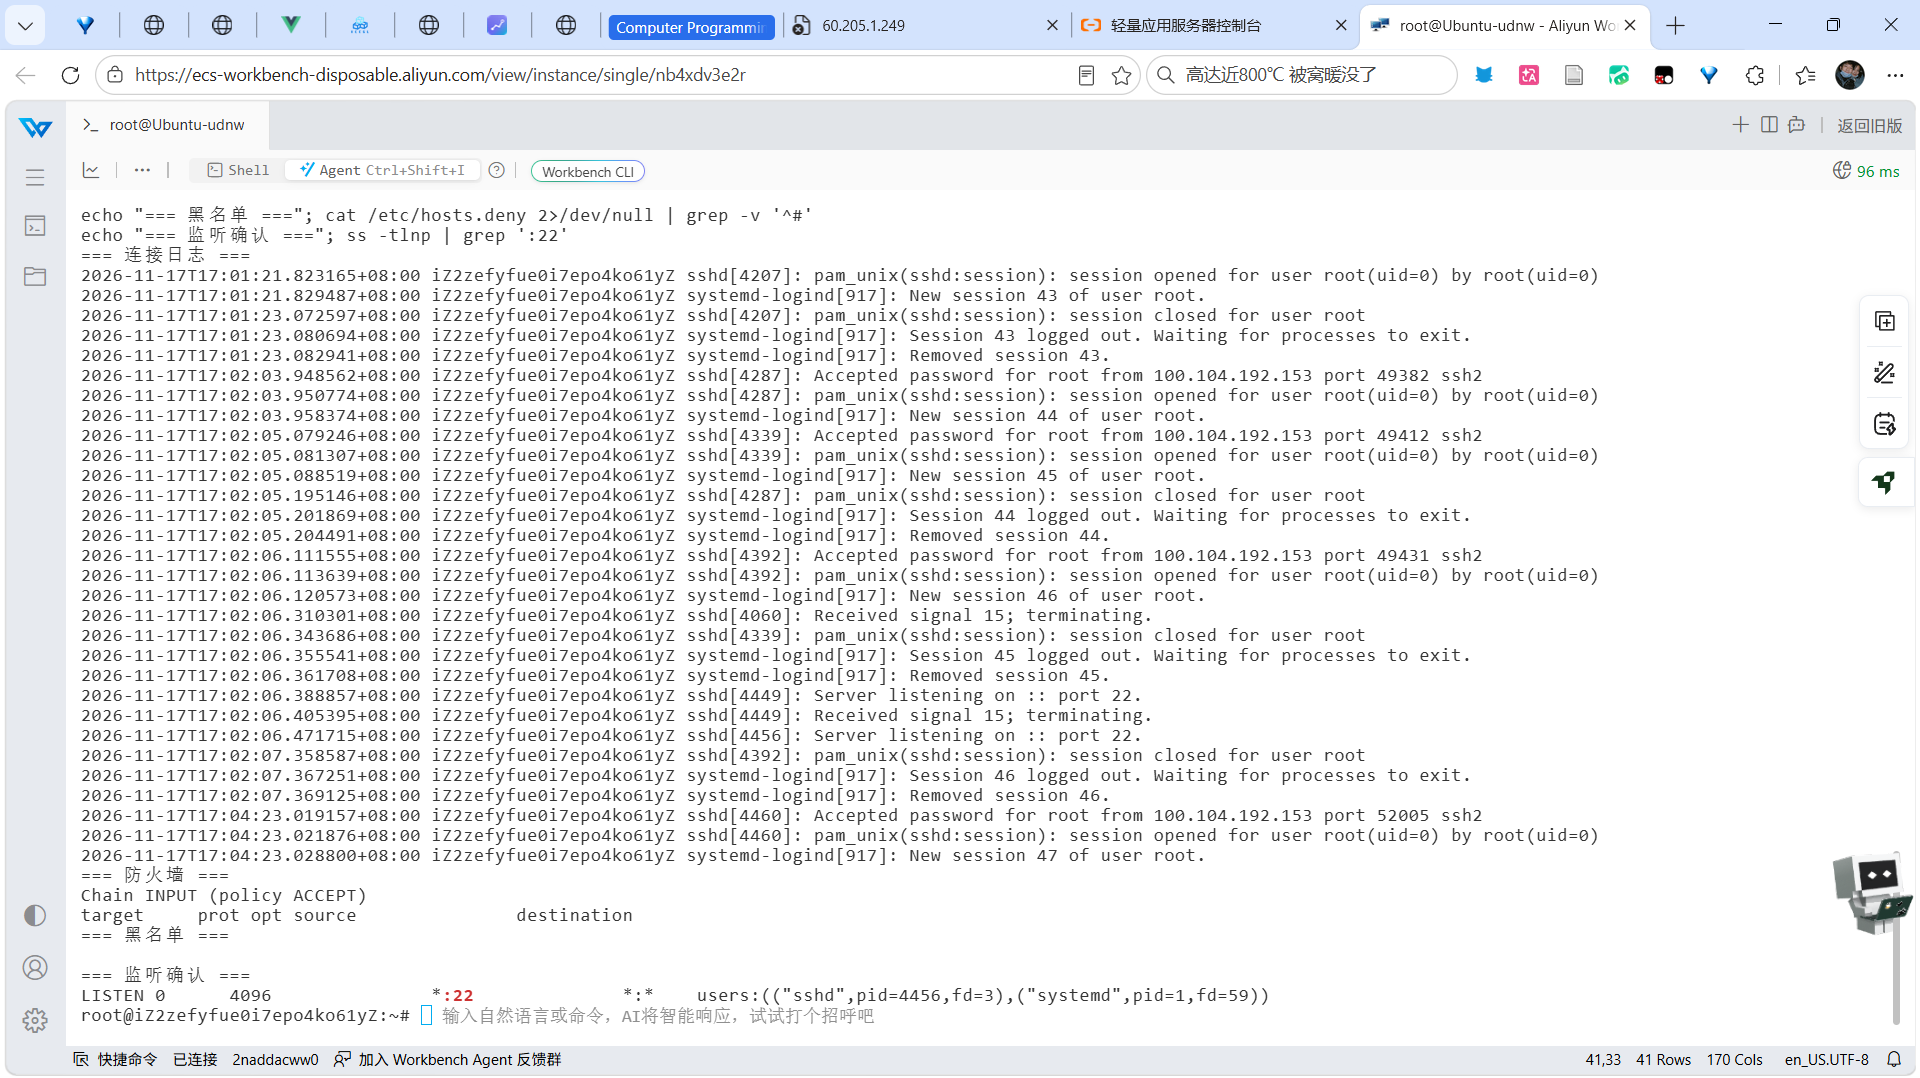 Computer Programmi
60.205.1.249
轻量应用服务器控制台
root@Ubuntu-udnw - Aliyun Wo
https://ecs-workbench-disposable.aliyun.com/view/instance/single/nb4xdv3e2r
高达近800℃ 被窝暖没了
root@Ubuntu-udnw
返回旧版
Shell
Agent Ctrl+Shift+I
Workbench CLI
96 ms
echo "=== 黑名单 ==="; cat /etc/hosts.deny 2>/dev/null | grep -v '^#'
echo "=== 监听确认 ==="; ss -tlnp | grep ':22'
=== 连接日志 ===
2026-11-17T17:01:21.823165+08:00 iZ2zefyfue0i7epo4ko61yZ sshd[4207]: pam_unix(sshd:session): session opened for user root(uid=0) by root(uid=0)
2026-11-17T17:01:21.829487+08:00 iZ2zefyfue0i7epo4ko61yZ systemd-logind[917]: New session 43 of user root.
2026-11-17T17:01:23.072597+08:00 iZ2zefyfue0i7epo4ko61yZ sshd[4207]: pam_unix(sshd:session): session closed for user root
2026-11-17T17:01:23.080694+08:00 iZ2zefyfue0i7epo4ko61yZ systemd-logind[917]: Session 43 logged out. Waiting for processes to exit.
2026-11-17T17:01:23.082941+08:00 iZ2zefyfue0i7epo4ko61yZ systemd-logind[917]: Removed session 43.
2026-11-17T17:02:03.948562+08:00 iZ2zefyfue0i7epo4ko61yZ sshd[4287]: Accepted password for root from 100.104.192.153 port 49382 ssh2
2026-11-17T17:02:03.950774+08:00 iZ2zefyfue0i7epo4ko61yZ sshd[4287]: pam_unix(sshd:session): session opened for user root(uid=0) by root(uid=0)
2026-11-17T17:02:03.958374+08:00 iZ2zefyfue0i7epo4ko61yZ systemd-logind[917]: New session 44 of user root.
2026-11-17T17:02:05.079246+08:00 iZ2zefyfue0i7epo4ko61yZ sshd[4339]: Accepted password for root from 100.104.192.153 port 49412 ssh2
2026-11-17T17:02:05.081307+08:00 iZ2zefyfue0i7epo4ko61yZ sshd[4339]: pam_unix(sshd:session): session opened for user root(uid=0) by root(uid=0)
2026-11-17T17:02:05.088519+08:00 iZ2zefyfue0i7epo4ko61yZ systemd-logind[917]: New session 45 of user root.
2026-11-17T17:02:05.195146+08:00 iZ2zefyfue0i7epo4ko61yZ sshd[4287]: pam_unix(sshd:session): session closed for user root
2026-11-17T17:02:05.201869+08:00 iZ2zefyfue0i7epo4ko61yZ systemd-logind[917]: Session 44 logged out. Waiting for processes to exit.
2026-11-17T17:02:05.204491+08:00 iZ2zefyfue0i7epo4ko61yZ systemd-logind[917]: Removed session 44.
2026-11-17T17:02:06.111555+08:00 iZ2zefyfue0i7epo4ko61yZ sshd[4392]: Accepted password for root from 100.104.192.153 port 49431 ssh2
2026-11-17T17:02:06.113639+08:00 iZ2zefyfue0i7epo4ko61yZ sshd[4392]: pam_unix(sshd:session): session opened for user root(uid=0) by root(uid=0)
2026-11-17T17:02:06.120573+08:00 iZ2zefyfue0i7epo4ko61yZ systemd-logind[917]: New session 46 of user root.
2026-11-17T17:02:06.310301+08:00 iZ2zefyfue0i7epo4ko61yZ sshd[4060]: Received signal 15; terminating.
2026-11-17T17:02:06.343686+08:00 iZ2zefyfue0i7epo4ko61yZ sshd[4339]: pam_unix(sshd:session): session closed for user root
2026-11-17T17:02:06.355541+08:00 iZ2zefyfue0i7epo4ko61yZ systemd-logind[917]: Session 45 logged out. Waiting for processes to exit.
2026-11-17T17:02:06.361708+08:00 iZ2zefyfue0i7epo4ko61yZ systemd-logind[917]: Removed session 45.
2026-11-17T17:02:06.388857+08:00 iZ2zefyfue0i7epo4ko61yZ sshd[4449]: Server listening on :: port 22.
2026-11-17T17:02:06.405395+08:00 iZ2zefyfue0i7epo4ko61yZ sshd[4449]: Received signal 15; terminating.
2026-11-17T17:02:06.471715+08:00 iZ2zefyfue0i7epo4ko61yZ sshd[4456]: Server listening on :: port 22.
2026-11-17T17:02:07.358587+08:00 iZ2zefyfue0i7epo4ko61yZ sshd[4392]: pam_unix(sshd:session): session closed for user root
2026-11-17T17:02:07.367251+08:00 iZ2zefyfue0i7epo4ko61yZ systemd-logind[917]: Session 46 logged out. Waiting for processes to exit.
2026-11-17T17:02:07.369125+08:00 iZ2zefyfue0i7epo4ko61yZ systemd-logind[917]: Removed session 46.
2026-11-17T17:04:23.019157+08:00 iZ2zefyfue0i7epo4ko61yZ sshd[4460]: Accepted password for root from 100.104.192.153 port 52005 ssh2
2026-11-17T17:04:23.021876+08:00 iZ2zefyfue0i7epo4ko61yZ sshd[4460]: pam_unix(sshd:session): session opened for user root(uid=0) by root(uid=0)
2026-11-17T17:04:23.028800+08:00 iZ2zefyfue0i7epo4ko61yZ systemd-logind[917]: New session 47 of user root.
=== 防火墙 ===
Chain INPUT (policy ACCEPT)
target     prot opt source               destination
=== 黑名单 ===
=== 监听确认 ===
LISTEN 0      4096               *:22              *:*    users:(("sshd",pid=4456,fd=3),("systemd",pid=1,fd=59))
root@iZ2zefyfue0i7epo4ko61yZ:~# 输入自然语言或命令，AI将智能响应，试试打个招呼吧
快捷命令 已连接 2naddacww0 加入 Workbench Agent 反馈群
41,33 41 Rows 170 Cols en_US.UTF-8